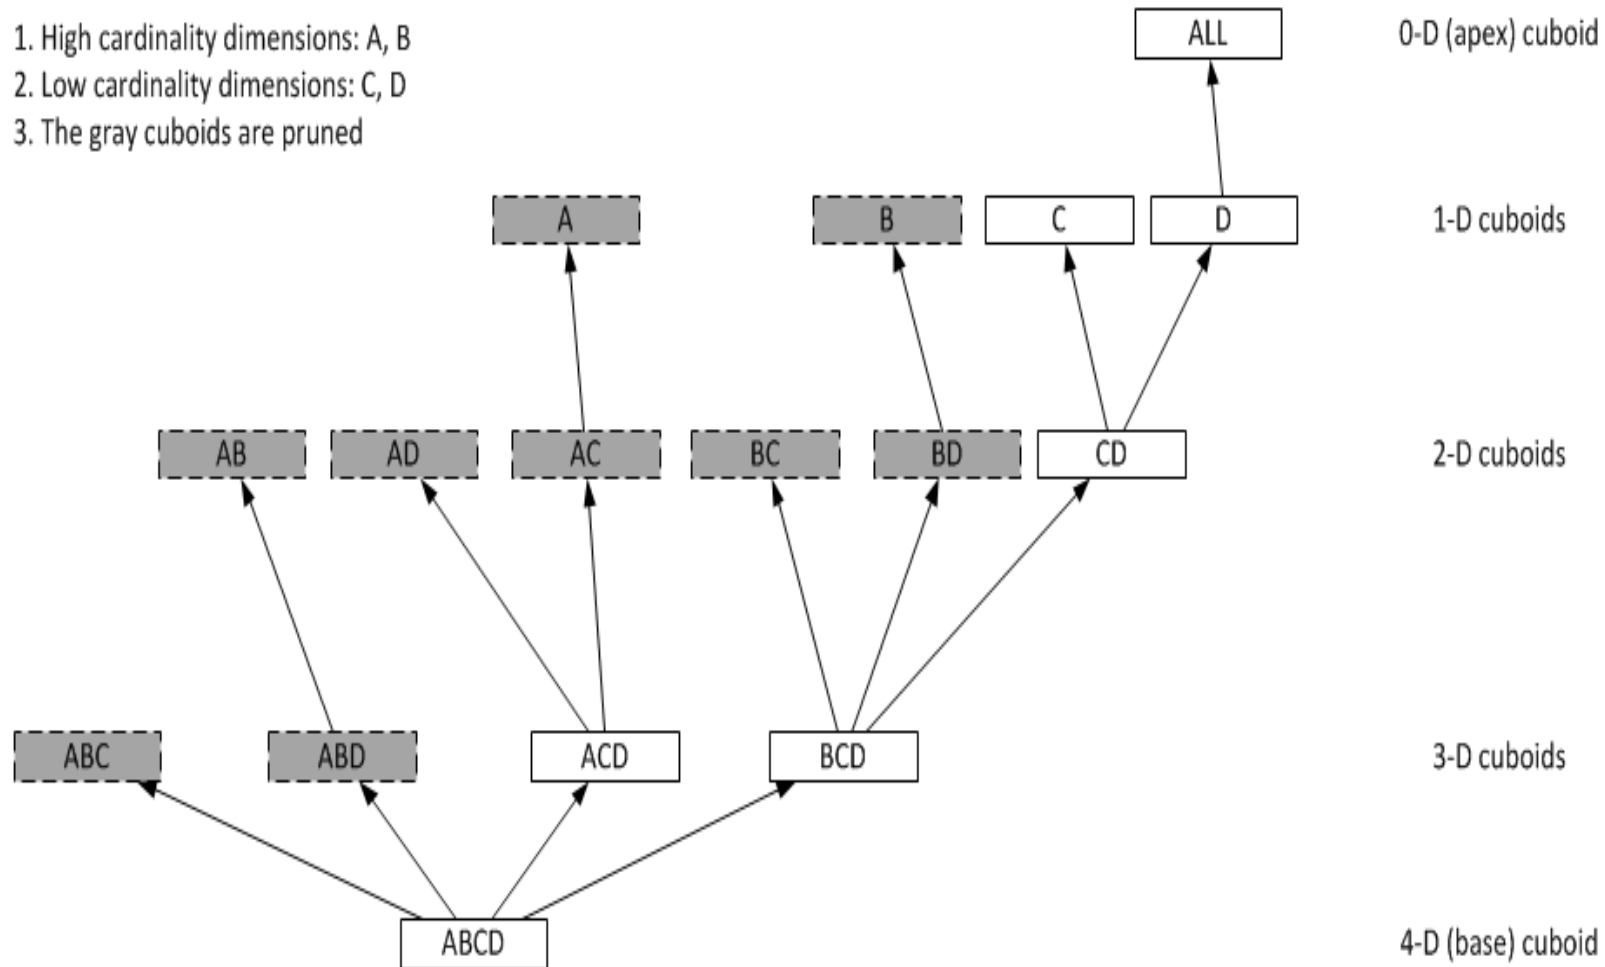 1. High cardinality dimensions: A, B
2. Low cardinality dimensions: C, D
3. The gray cuboids are pruned
ALL 0-D (apex) cuboid
A B C D 1-D cuboids
AB AD AC BC BD CD 2-D cuboids
ABC ABD ACD BCD 3-D cuboids
ABCD 4-D (base) cuboid